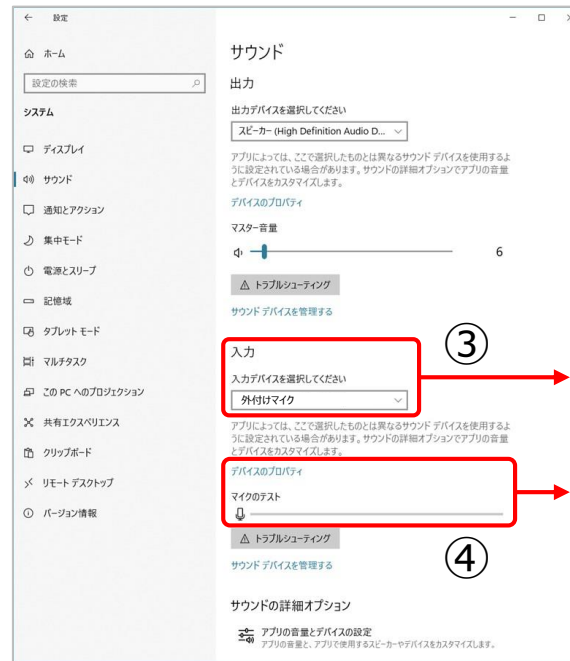 設定
ホーム
設定の検索
システム
ディスプレイ
サウンド
通知とアクション
集中モード
電源とスリープ
記憶域
タブレット モード
マルチタスク
この PC へのプロジェクション
共有エクスペリエンス
クリップボード
リモート デスクトップ
バージョン情報
サウンド
出力
出力デバイスを選択してください
スピーカー (High Definition Audio D...
アプリによっては、ここで選択したものとは異なるサウンド デバイスを使用するよ
うに設定されている場合があります。サウンドの詳細オプションでアプリの音量
とデバイスをカスタマイズします。
デバイスのプロパティ
マスター音量
6
トラブルシューティング
サウンド デバイスを管理する
③
入力
入力デバイスを選択してください
外付けマイク
アプリによっては、ここで選択したものとは異なるサウンド デバイスを使用するよ
うに設定されている場合があります。サウンドの詳細オプションでアプリの音量
とデバイスをカスタマイズします。
デバイスのプロパティ
マイクのテスト
トラブルシューティング
④
サウンド デバイスを管理する
サウンドの詳細オプション
アプリの音量とデバイスの設定
アプリの音量と、アプリで使用するスピーカーやデバイスをカスタマイズします。